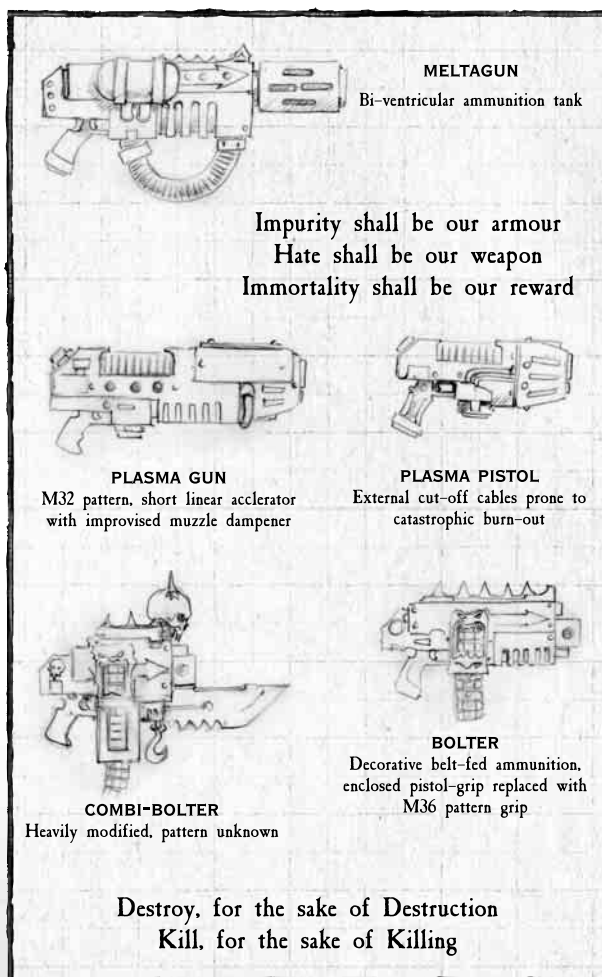 MELTAGUN
Bi-ventricular ammunition tank
Impurity shall be our armour
Hate shall be our weapon
Immortality shall be our reward
PLASMA GUN
M32 pattern, short linear acclerator
with improvised muzzle dampener
PLASMA PISTOL
External cut-off cables prone to
catastrophic burn-out
COMBI-BOLTER
Heavily modified, pattern unknown
BOLTER
Decorative belt-fed ammunition,
enclosed pistol-grip replaced with
M36 pattern grip
Destroy, for the sake of Destruction
Kill, for the sake of Killing